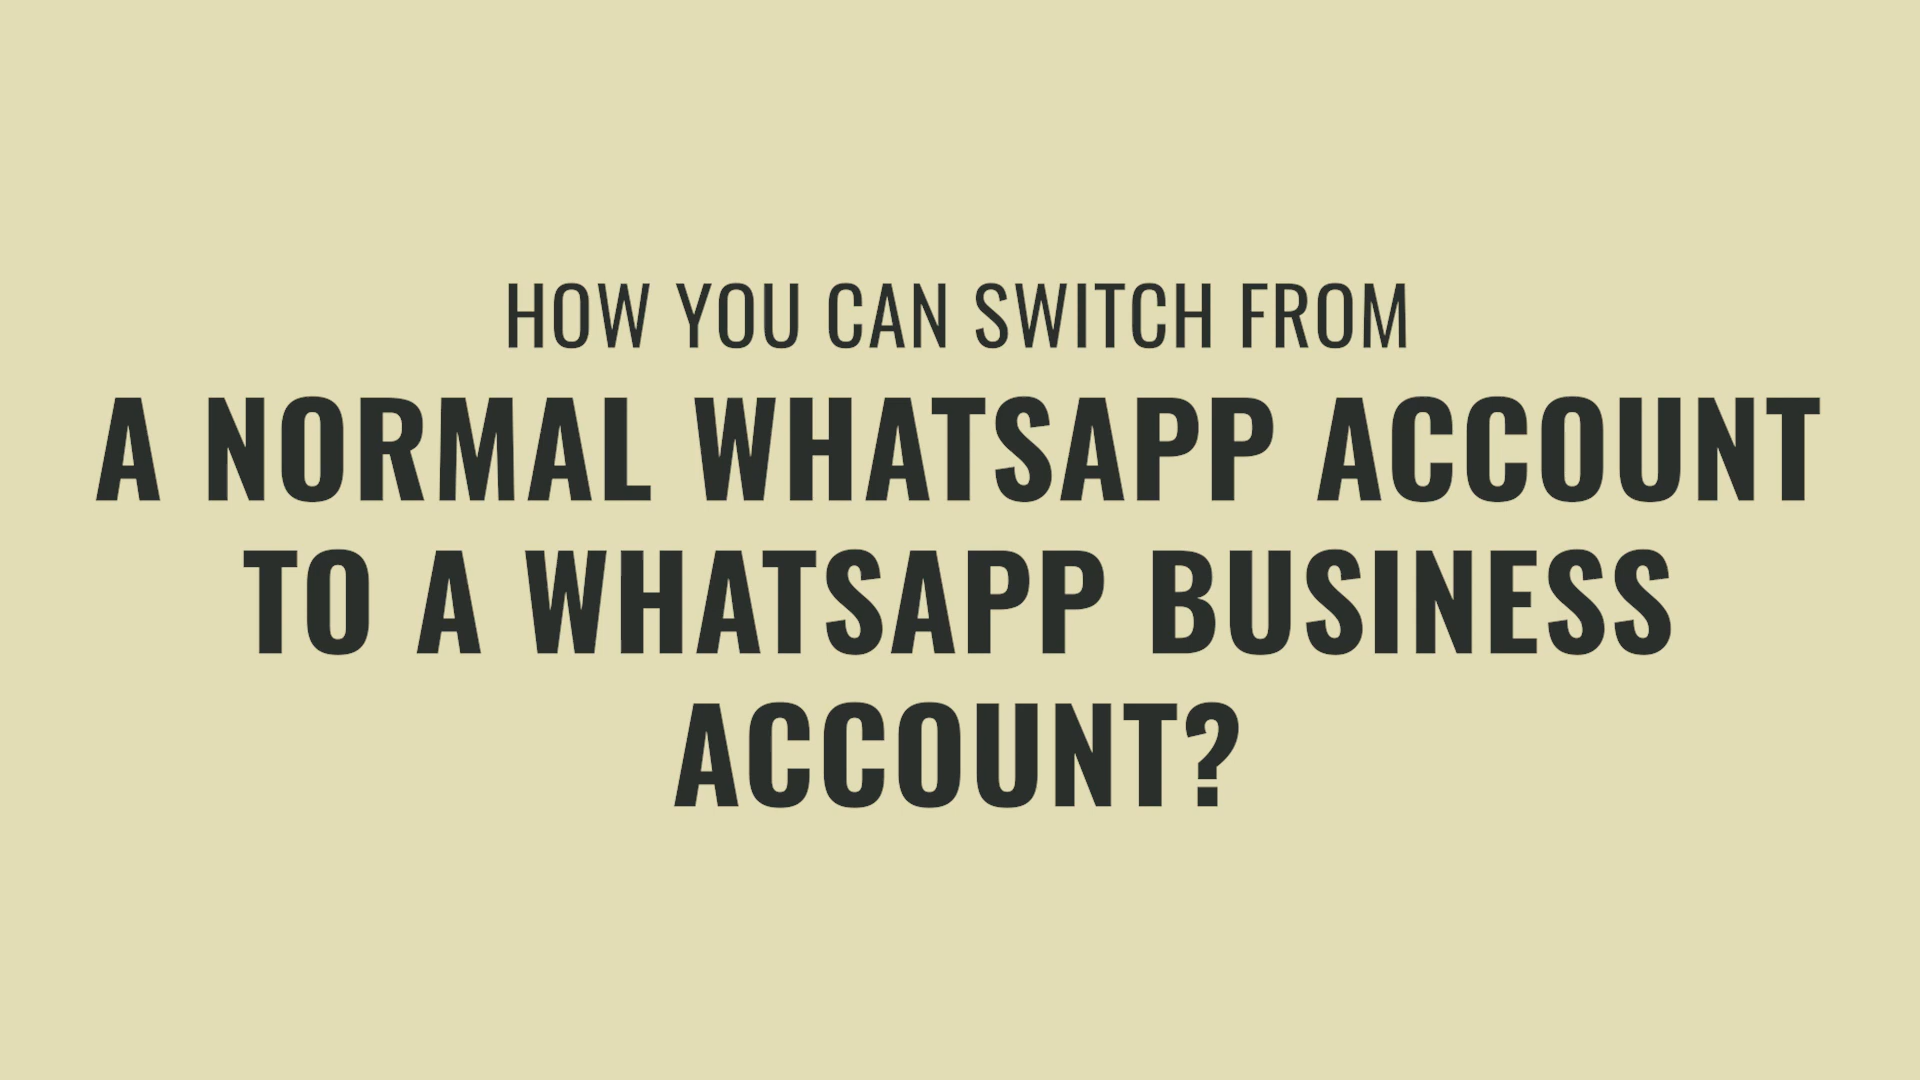 HOW YOU CAN SWITCH FROM
A NORMAL WHATSAPP ACCOUNT
TO A WHATSAPP BUSINESS
ACCOUNT?